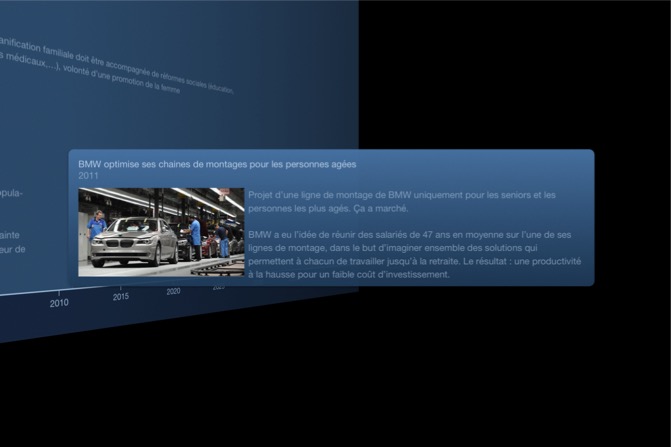 anification familiale doit être accompagnée de réformes sociales (éducation,
s médicaux,...), volonté d'une promotion de la femme
BMW optimise ses chaines de montages pour les personnes agées
2011
Projet d'une ligne de montage de BMW uniquement pour les seniors et les
personnes les plus agés. Ça a marché.
BMW a eu l'idée de réunir des salariés de 47 ans en moyenne sur l'une de ses
lignes de montage, dans le but d'imaginer ensemble des solutions qui
permettent à chacun de travailler jusqu'à la retraite. Le résultat : une productivité
à la hausse pour un faible coût d'investissement.
opula-
ainte
eur de
2010 2015 2020